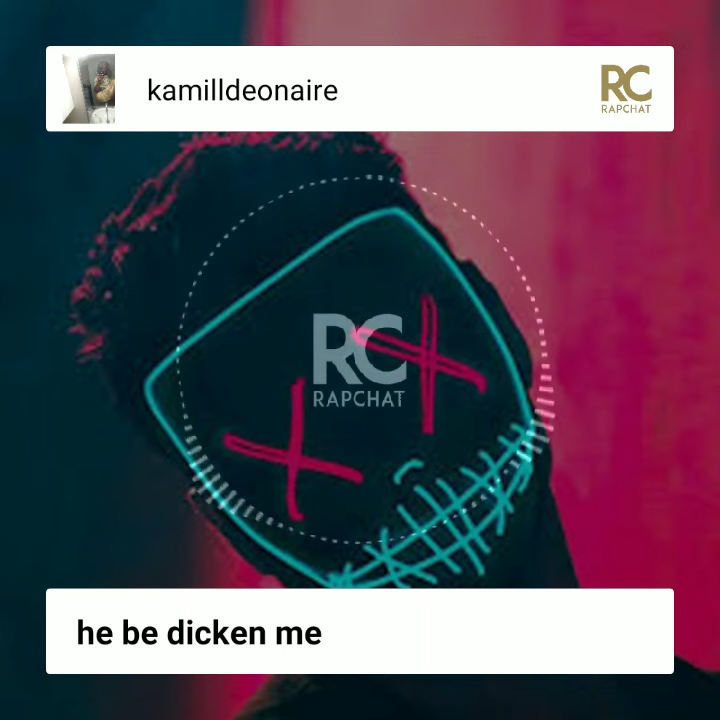 kamilldeonaire
RC
RAPCHAT
RC
RAPCHAT
he be dicken me